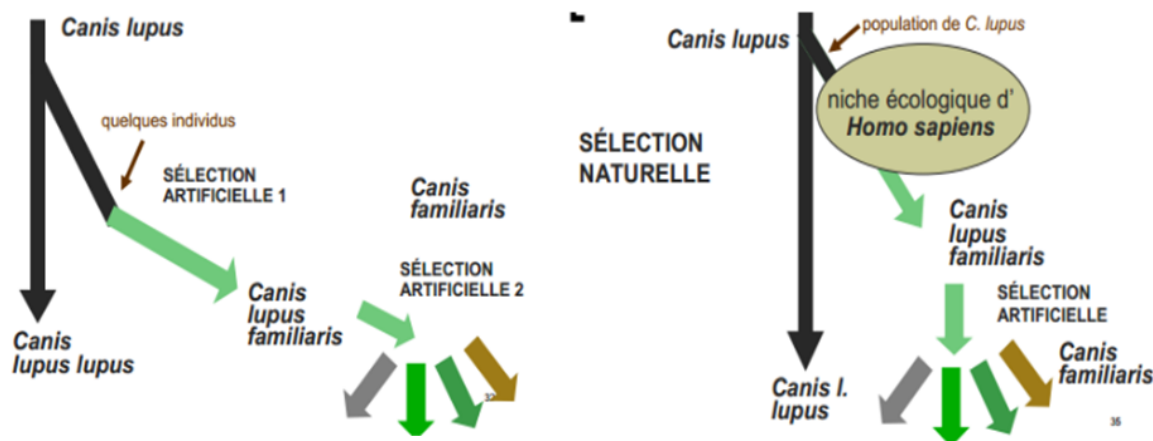 Canis lupus
quelques individus
SÉLECTION
ARTIFICIELLE 1
Canis
familiaris
SÉLECTION
ARTIFICIELLE 2
Canis
lupus
familiaris
Canis
lupus lupus
population de C. lupus
Canis lupus
niche écologique d'
Homo sapiens
SÉLECTION
NATURELLE
Canis
lupus
familiaris
SÉLECTION
ARTIFICIELLE
Canis
familiaris
Canis l.
lupus
35